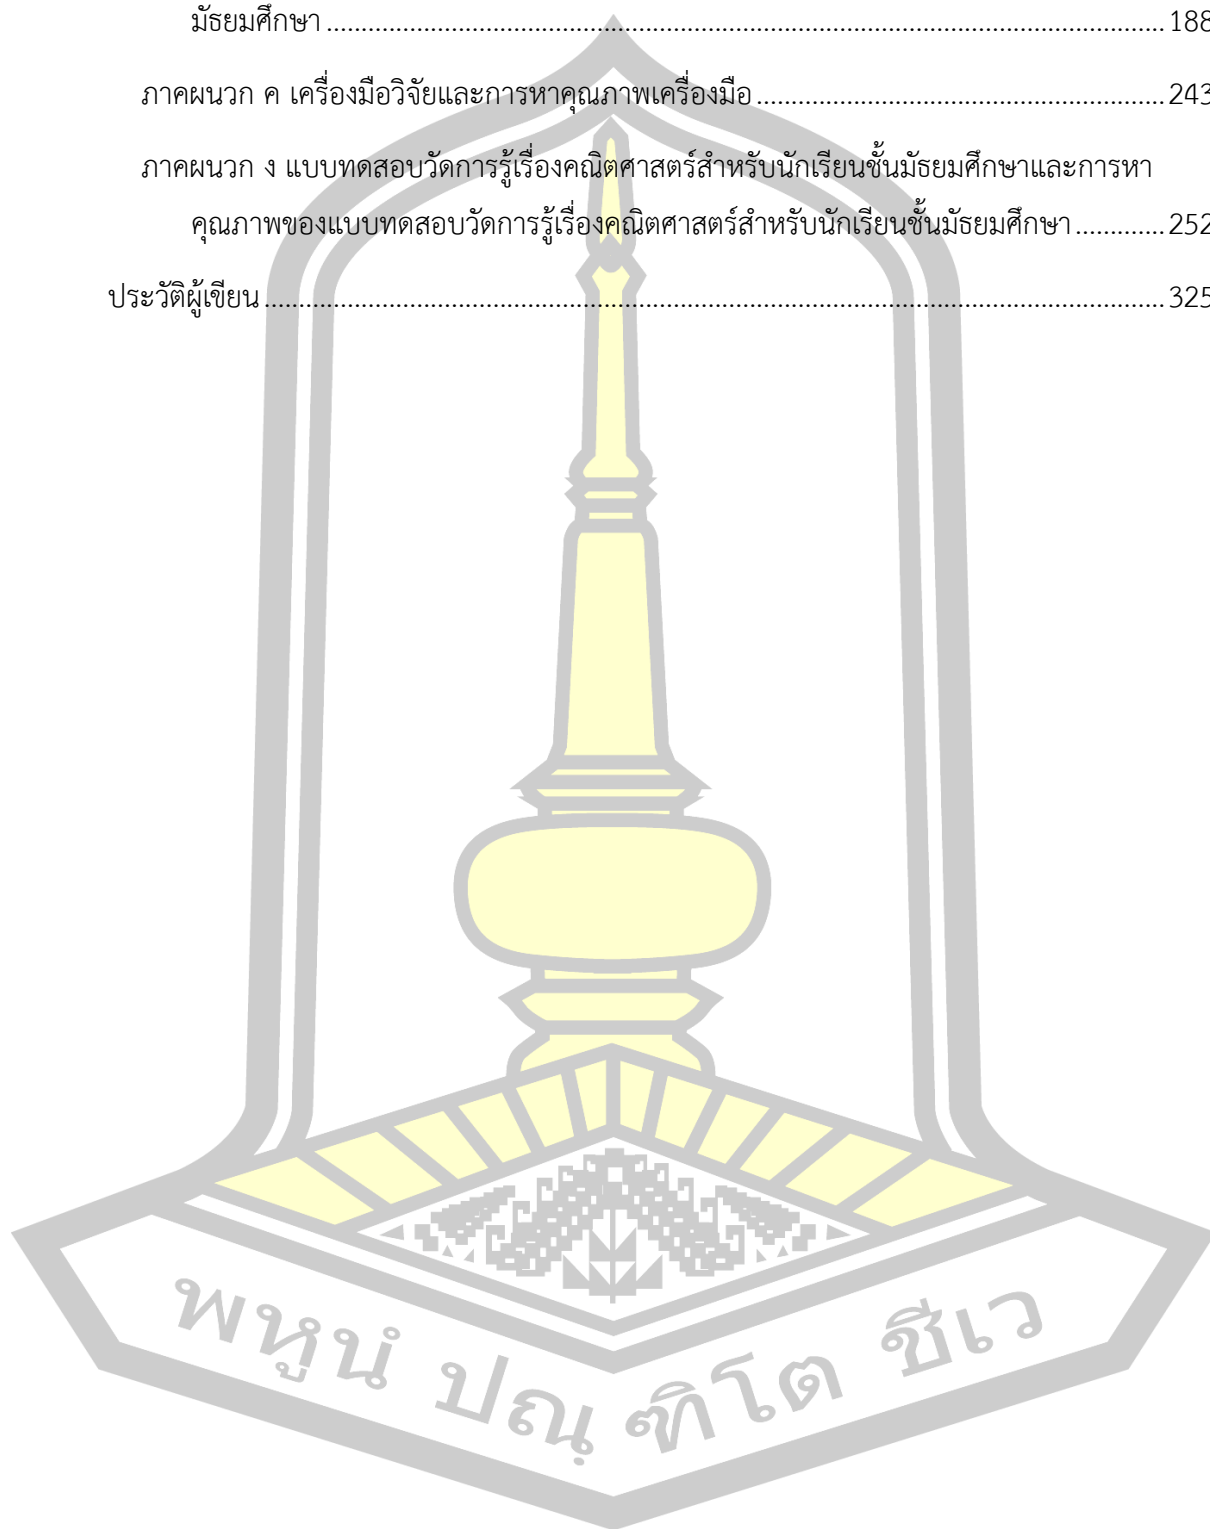 มัธยมศึกษา ........................................................................................................ 188
ภาคผนวก ค เครื่องมือวิจัยและการหาคุณภาพเครื่องมือ .................................................... 243
ภาคผนวก ง แบบทดสอบวัดการรู้เรื่องคณิตศาสตร์สำหรับนักเรียนชั้นมัธยมศึกษาและการหา
คุณภาพของแบบทดสอบวัดการรู้เรื่องคณิตศาสตร์สำหรับนักเรียนชั้นมัธยมศึกษา ............. 252
ประวัติผู้เขียน ................................................................................................................ 325
พหูนํ ปณฺฑิโต ชีเว